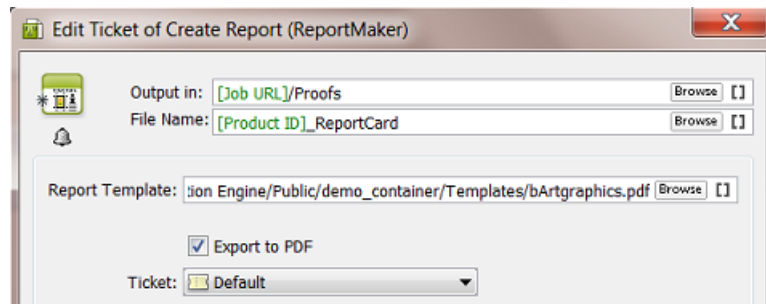 Edit Ticket of Create Report (ReportMaker)
Output in: [Job URL]/Proofs Browse []
File Name: [Product ID]_ReportCard Browse []
Report Template: tion Engine/Public/demo_container/Templates/bArtgraphics.pdf Browse []
Export to PDF
Ticket: Default